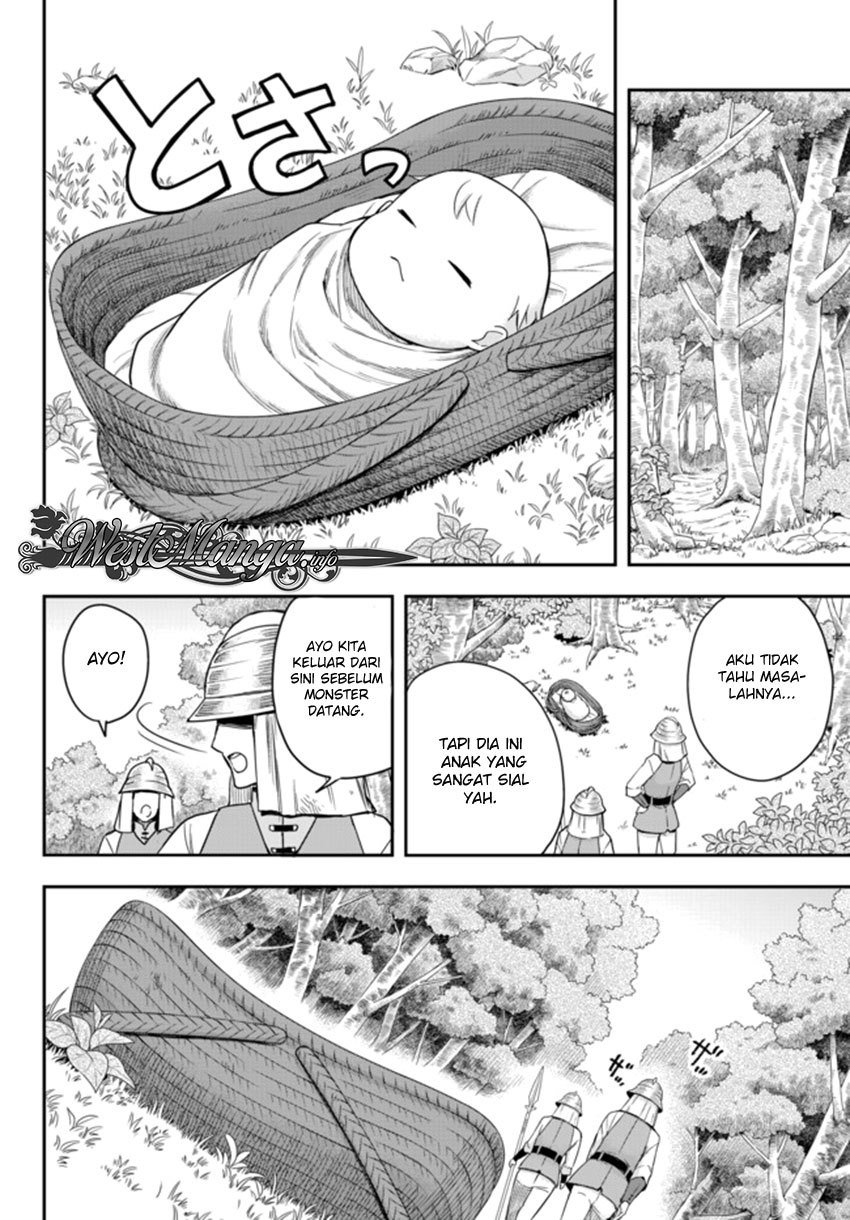 とさっ
WestManga.info
AKU TIDAK
TAHU MASA-
LAHNYA...
TAPI DIA INI
ANAK YANG
SANGAT SIAL
YAH.
AYO KITA
KELUAR DARI
SINI SEBELUM
MONSTER
DATANG.
AYO!
ザッ
ザッ